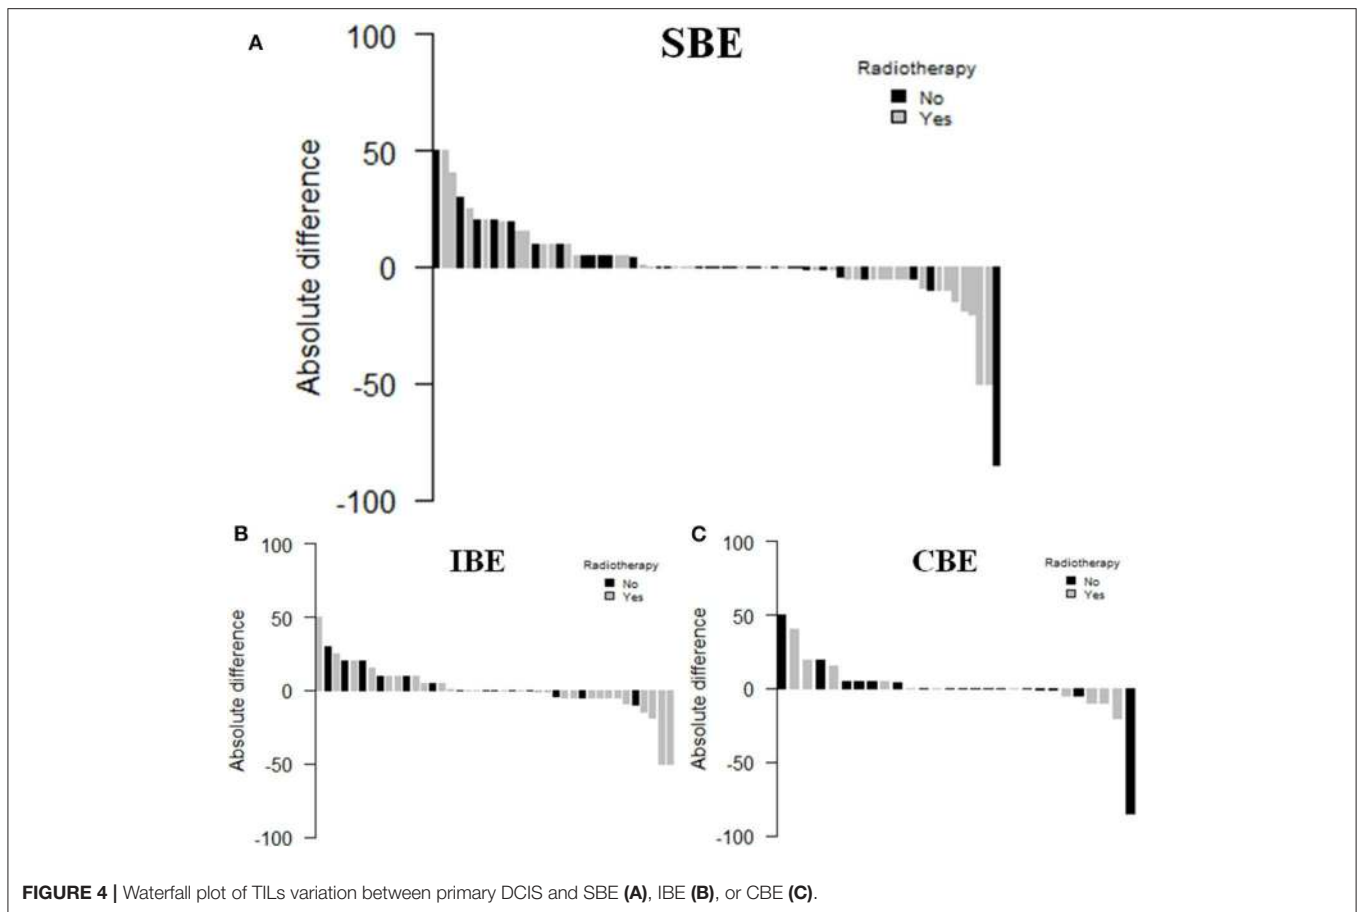 A
SBE
100
50
0
-50
-100
Absolute difference
Radiotherapy
No
Yes
B
IBE
100
50
0
-50
-100
Absolute difference
Radiotherapy
No
Yes
C
CBE
100
50
0
-50
-100
Absolute difference
Radiotherapy
No
Yes
FIGURE 4 | Waterfall plot of TILs variation between primary DCIS and SBE (A), IBE (B), or CBE (C).